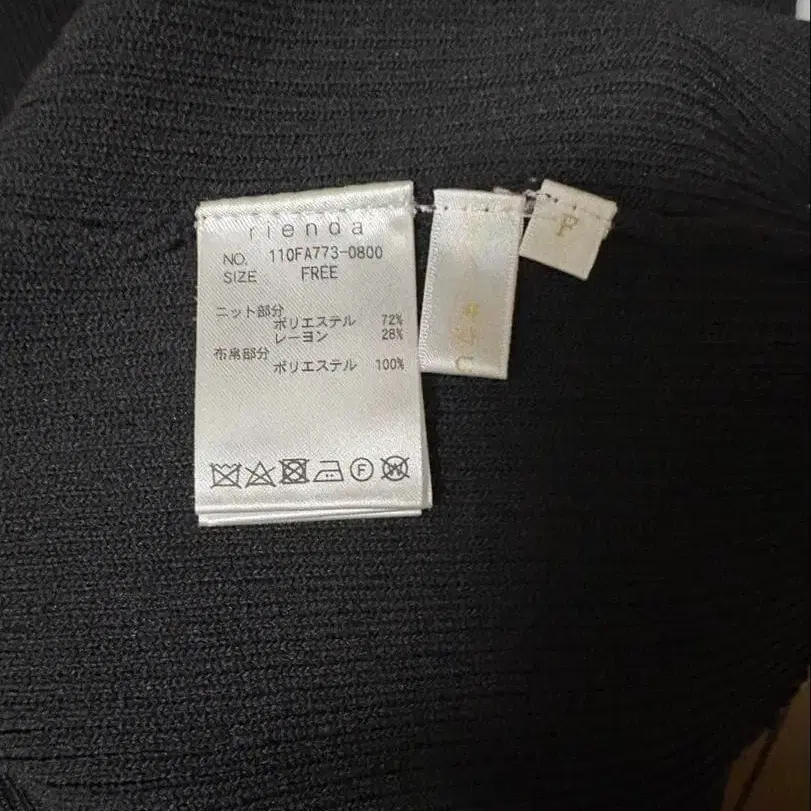 rienda
NO. 110FA773-0800
SIZE FREE
ニット部分
ポリエステル 72%
レーヨン 28%
布帛部分
ポリエステル 100%
F W
F